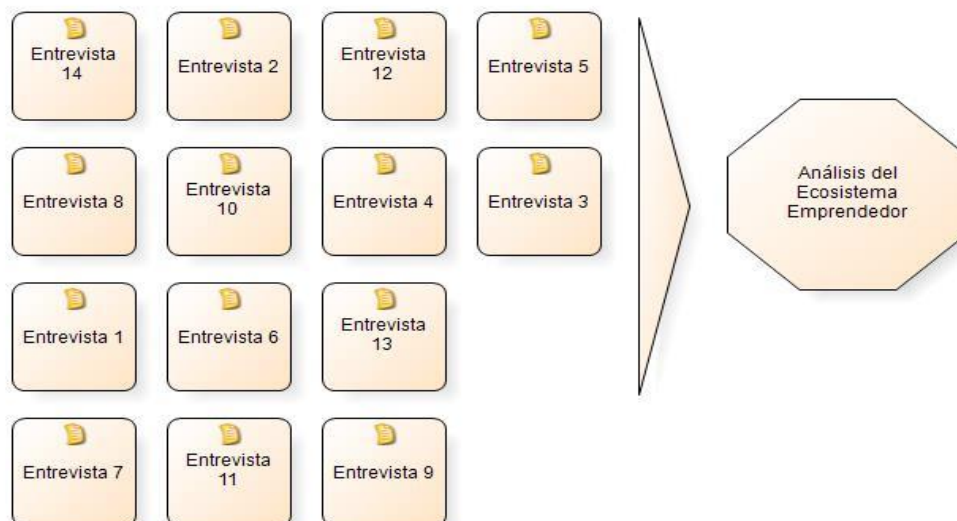 Entrevista
14
Entrevista 2
Entrevista
12
Entrevista 5
Entrevista 8
Entrevista
10
Entrevista 4
Entrevista 3
Entrevista 1
Entrevista 6
Entrevista
13
Entrevista 7
Entrevista
11
Entrevista 9
Análisis del
Ecosistema
Emprendedor